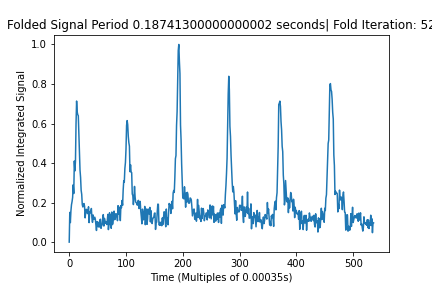 Folded Signal Period 0.18741300000000002 seconds| Fold Iteration: 52
1.0
0.8
0.6
0.4
0.2
0.0
Normalized Integrated Signal
0 100 200 300 400 500
Time (Multiples of 0.00035s)